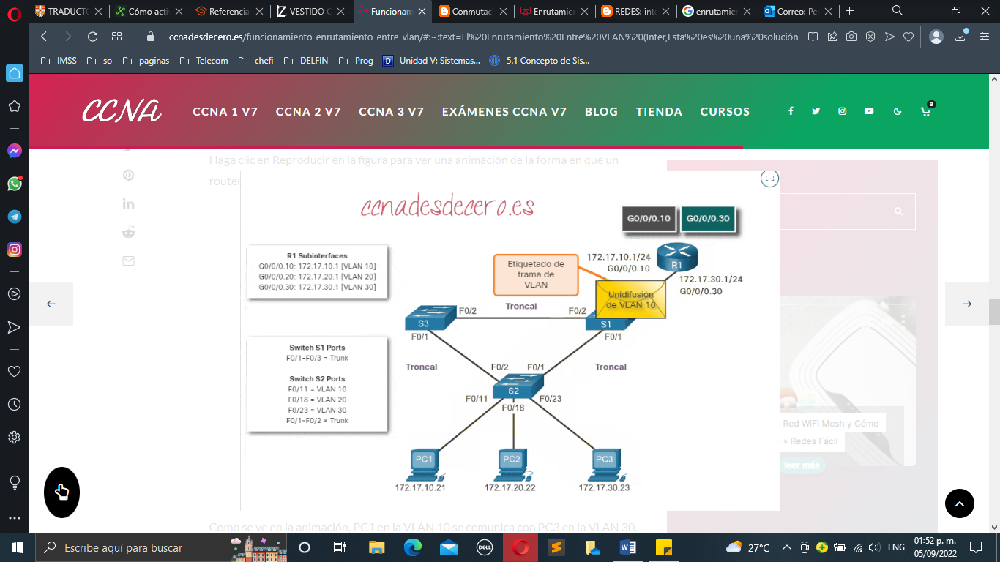 TRADUCTO
Cómo activ
Referencia
VESTIDO C
Funcionam
Conmutaci
Enrutamier
REDES: inte
enrutamier
Correo: Per
ccnadesdecero.es/funcionamiento-enrutamiento-entre-vlan/#:~:text=El%20Enrutamiento%20Entre%20VLAN%20(Inter,Esta%20es%20una%20solución
IMSS
so
paginas
Telecom
chefi
DELFIN
Prog
Unidad V: Sistemas...
5.1 Concepto de Sis...
CCNA
CCNA 1 V7
CCNA 2 V7
CCNA 3 V7
EXÁMENES CCNA V7
BLOG
TIENDA
CURSOS
0
Haga clic en Reproducir en la figura para ver una animación de la forma en que un
router
ccnadesdecero.es
G0/0/0.10
G0/0/0.30
R1 Subinterfaces
G0/0/0.10: 172.17.10.1 [VLAN 10]
G0/0/0.20: 172.17.20.1 [VLAN 20]
G0/0/0.30: 172.17.30.1 [VLAN 30]
Etiquetado de
trama de
VLAN
172.17.10.1/24
G0/0/0.10
R1
172.17.30.1/24
G0/0/0.30
Unidifusión
de VLAN 10
Troncal
F0/2
F0/2
S3
S1
F0/1
F0/1
Switch S1 Ports
F0/1-F0/3 = Trunk
Switch S2 Ports
F0/11 = VLAN 10
F0/18 = VLAN 20
F0/23 = VLAN 30
F0/1-F0/2 = Trunk
Troncal
F0/2
F0/1
Troncal
S2
F0/11
F0/18
F0/23
PC1
PC2
PC3
172.17.10.21
172.17.20.22
172.17.30.23
Red WiFi Mesh y Cómo
» Redes Fácil
leer más
Como se ve en la animación, PC1 en la VLAN 10 se comunica con PC3 en la VLAN 30.
Escribe aquí para buscar
DELL
27°C
ENG
01:52 p. m.
05/09/2022